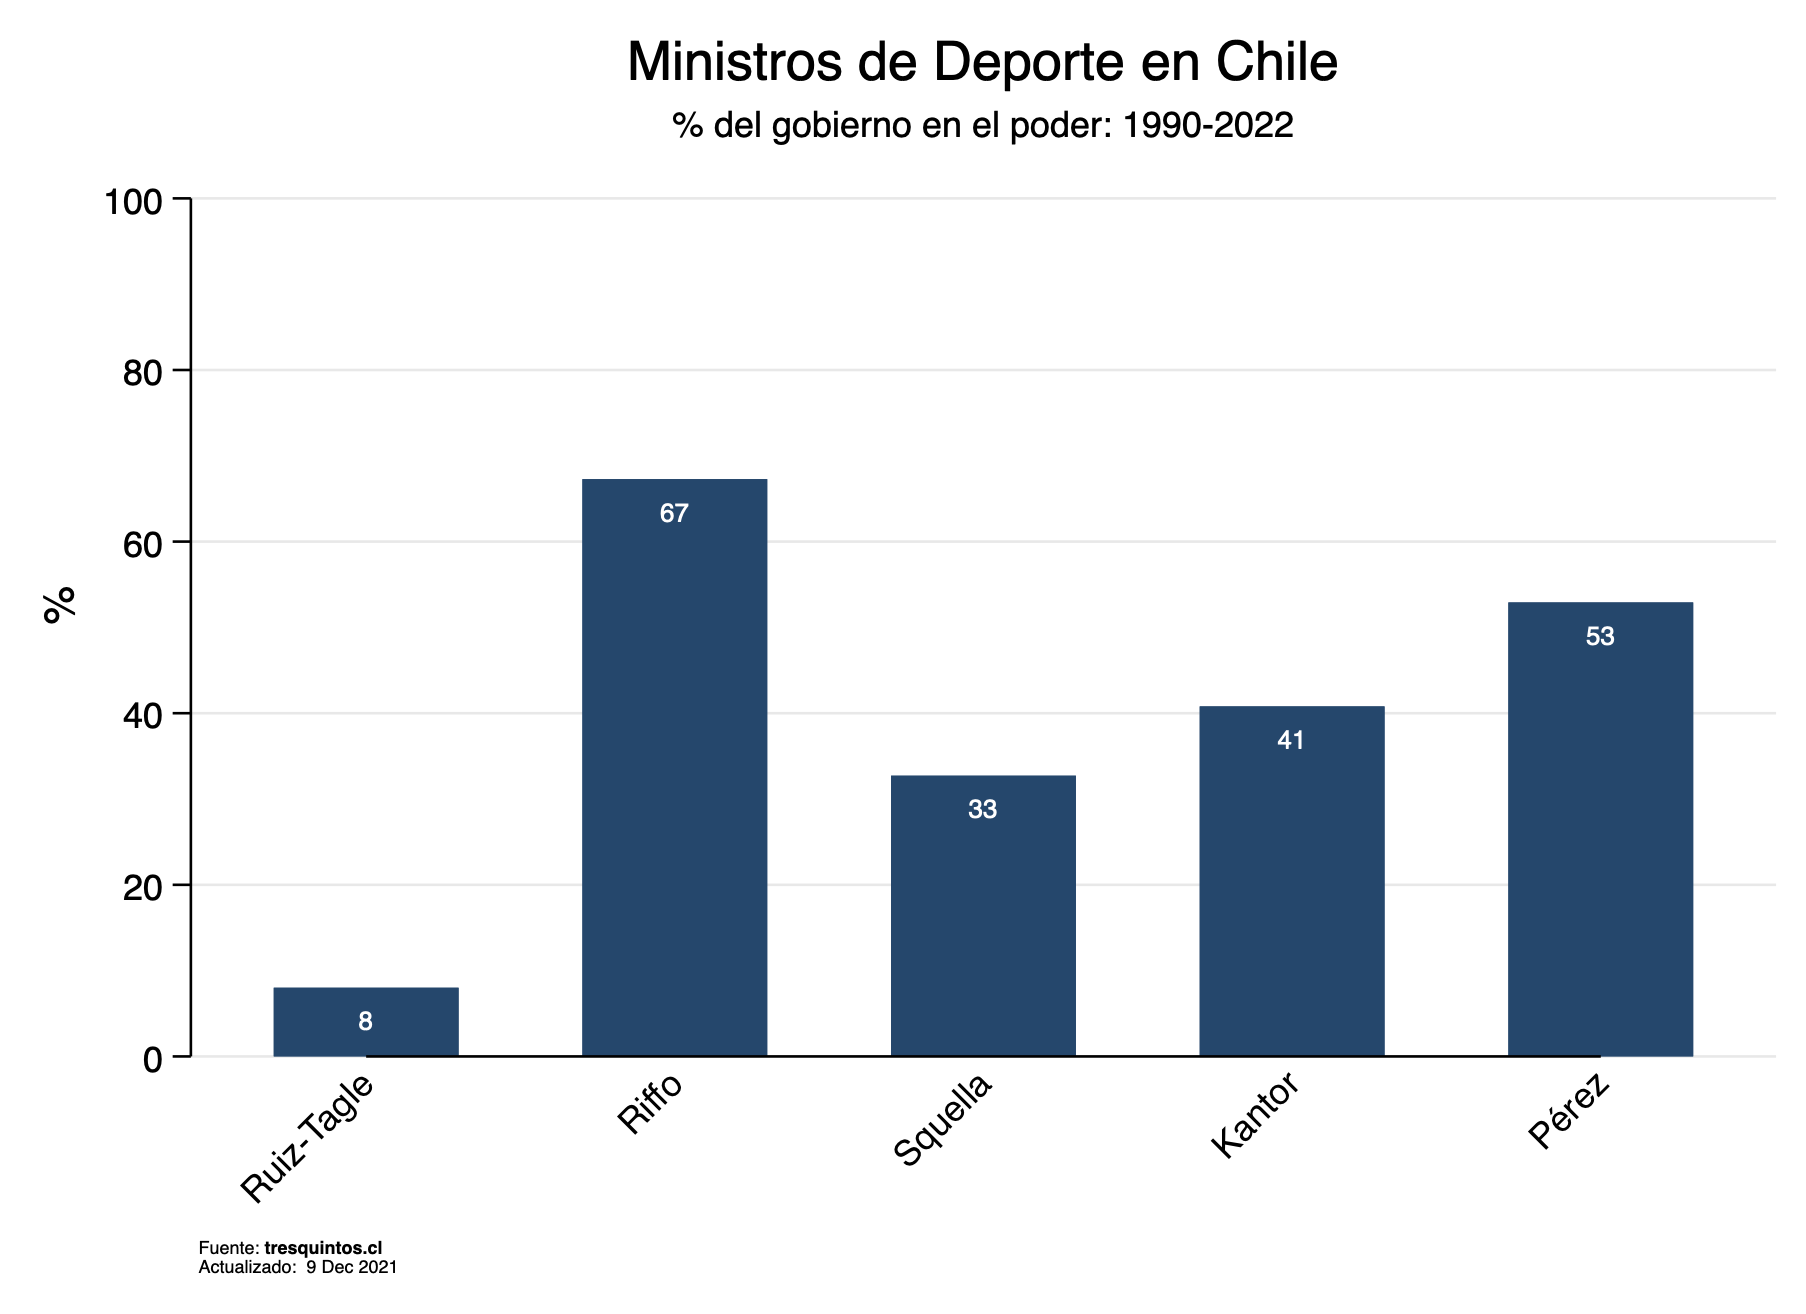 Ministros de Deporte en Chile
% del gobierno en el poder: 1990-2022
100
80
60
40
20
0
%
8
67
33
41
53
Ruiz-Tagle
Riffo
Squella
Kantor
Pérez
Fuente: tresquintos.cl
Actualizado:  9 Dec 2021